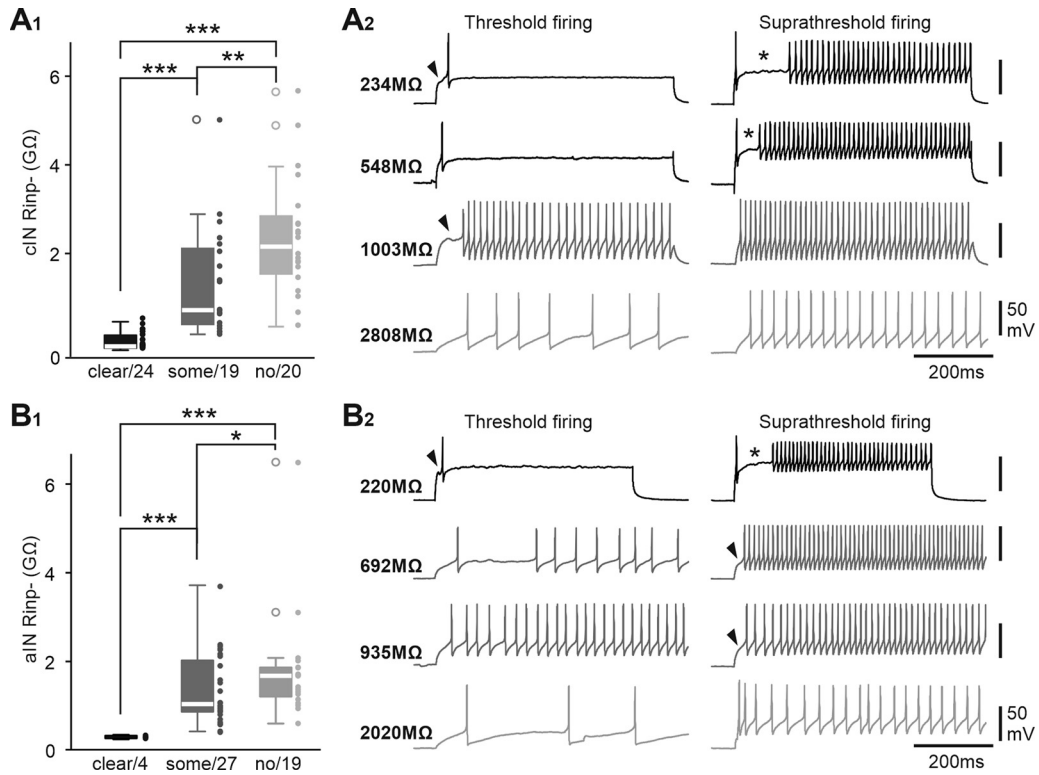 A1
***
***
**
6
4
2
0
cIN Rinp- (GΩ)
clear/24 some/19 no/20
A2
Threshold firing Suprathreshold firing
234MΩ *
548MΩ *
1003MΩ
2808MΩ
50 mV
200ms
B1
***
*
***
6
4
2
0
aIN Rinp- (GΩ)
clear/4 some/27 no/19
B2
Threshold firing Suprathreshold firing
220MΩ *
692MΩ
935MΩ
2020MΩ
50 mV
200ms